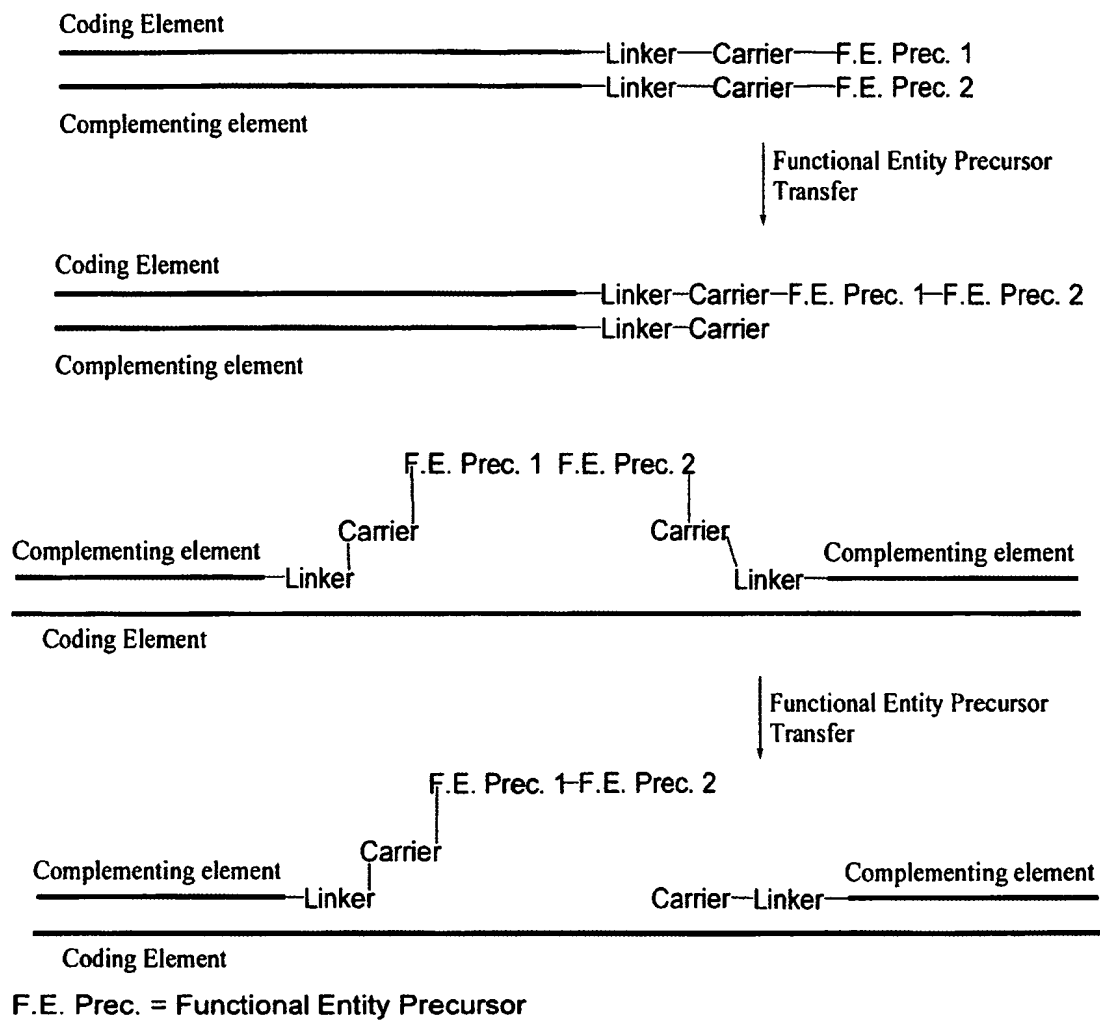 Coding Element
Linker—Carrier—F.E. Prec. 1
Linker—Carrier—F.E. Prec. 2
Complementing element
Functional Entity Precursor
Transfer
Coding Element
Linker–Carrier–F.E. Prec. 1–F.E. Prec. 2
Linker–Carrier
Complementing element
F.E. Prec. 1 F.E. Prec. 2
Carrier Carrier
Complementing element Complementing element
Linker Linker
Coding Element
Functional Entity Precursor
Transfer
F.E. Prec. 1–F.E. Prec. 2
Carrier
Complementing element Complementing element
Linker Carrier–Linker
Coding Element
F.E. Prec. = Functional Entity Precursor